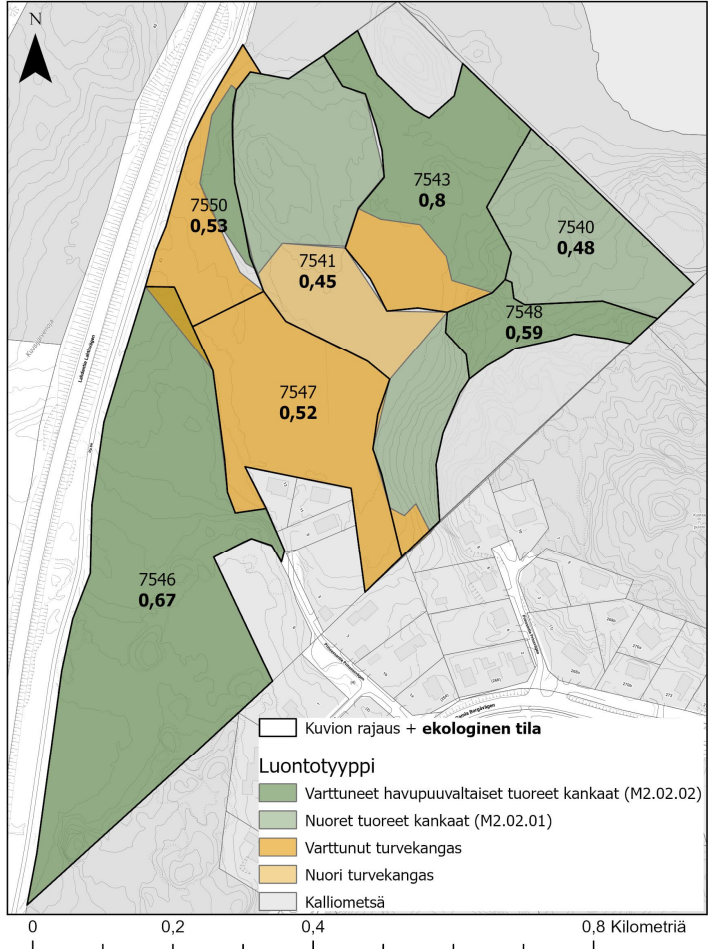 N
7550
0,53
7543
0,8
7540
0,48
7541
0,45
7548
0,59
7547
0,52
7546
0,67
Kuvion rajaus + ekologinen tila
Luontotyyppi
Varttuneet havupuuvaltaiset tuoreet kankaat (M2.02.02)
Nuoret tuoreet kankaat (M2.02.01)
Varttunut turvekangas
Nuori turvekangas
Kalliometsä
0
0,2
0,4
0,8 Kilometriä